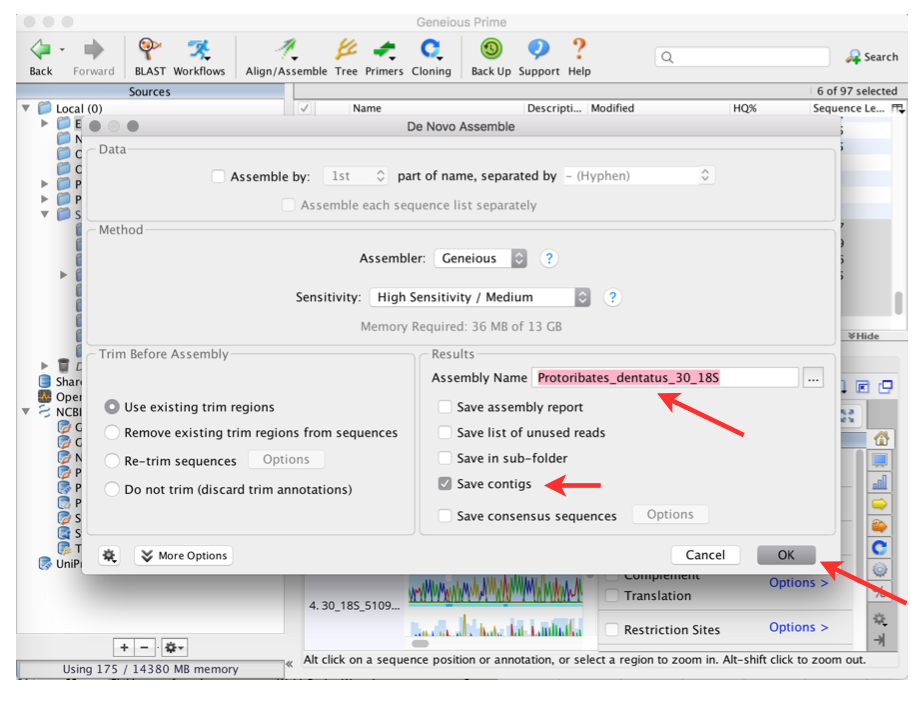 Geneious Prime
Back Forward BLAST Workflows Align/Assemble Tree Primers Cloning Back Up Support Help Search
Sources 6 of 97 selected
Local (0) Name Descripti... Modified HQ% Sequence Le...
De Novo Assemble
Data
Assemble by: 1st part of name, separated by - (Hyphen)
Assemble each sequence list separately
Method
Assembler: Geneious ?
Sensitivity: High Sensitivity / Medium ?
Memory Required: 36 MB of 13 GB
Hide
Trim Before Assembly
Use existing trim regions
Remove existing trim regions from sequences
Re-trim sequences Options
Do not trim (discard trim annotations)
Results
Assembly Name Protoribates_dentatus_30_18S ...
Save assembly report
Save list of unused reads
Save in sub-folder
Save contigs
Save consensus sequences Options
More Options Cancel OK
NCBI
Complement
Translation Options >
4. 30_18S_5109...
Restriction Sites Options >
Using 175 / 14380 MB memory
Alt click on a sequence position or annotation, or select a region to zoom in. Alt-shift click to zoom out.